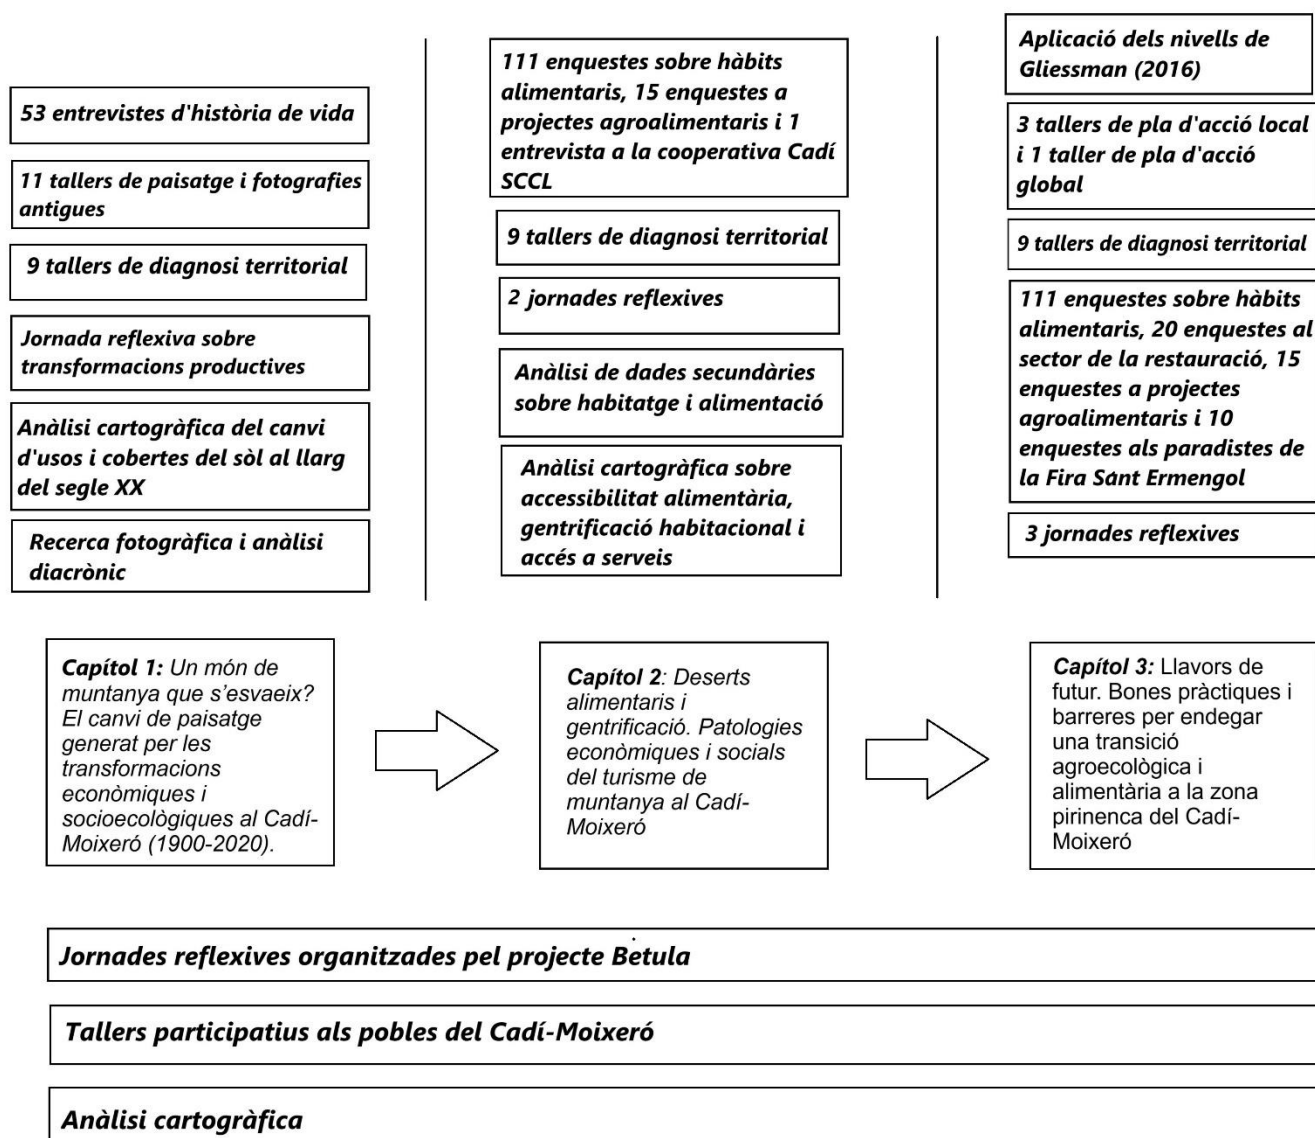 53 entrevistes d'història de vida
11 tallers de paisatge i fotografies
antigues
9 tallers de diagnosi territorial
Jornada reflexiva sobre
transformacions productives
Anàlisi cartogràfica del canvi
d'usos i cobertes del sòl al llarg
del segle XX
Recerca fotogràfica i anàlisi
diacrònic
111 enquestes sobre hàbits
alimentaris, 15 enquestes a
projectes agroalimentaris i 1
entrevista a la cooperativa Cadí
SCCL
9 tallers de diagnosi territorial
2 jornades reflexives
Anàlisi de dades secundàries
sobre habitatge i alimentació
Anàlisi cartogràfica sobre
accessibilitat alimentària,
gentrificació habitacional i
accés a serveis
Aplicació dels nivells de
Gliessman (2016)
3 tallers de pla d'acció local
i 1 taller de pla d'acció
global
9 tallers de diagnosi territorial
111 enquestes sobre hàbits
alimentaris, 20 enquestes al
sector de la restauració, 15
enquestes a projectes
agroalimentaris i 10
enquestes als paradistes de
la Fira Sant Ermengol
3 jornades reflexives
Capítol 1: Un món de
muntanya que s'esvaeix?
El canvi de paisatge
generat per les
transformacions
econòmiques i
socioecològiques al Cadí-
Moixeró (1900-2020).
Capítol 2: Deserts
alimentaris i
gentrificació. Patologies
econòmiques i socials
del turisme de
muntanya al Cadí-
Moixeró
Capítol 3: Llavors de
futur. Bones pràctiques i
barreres per endegar
una transició
agroecològica i
alimentària a la zona
pirinenca del Cadí-
Moixeró
Jornades reflexives organitzades pel projecte Betula
Tallers participatius als pobles del Cadí-Moixeró
Anàlisi cartogràfica